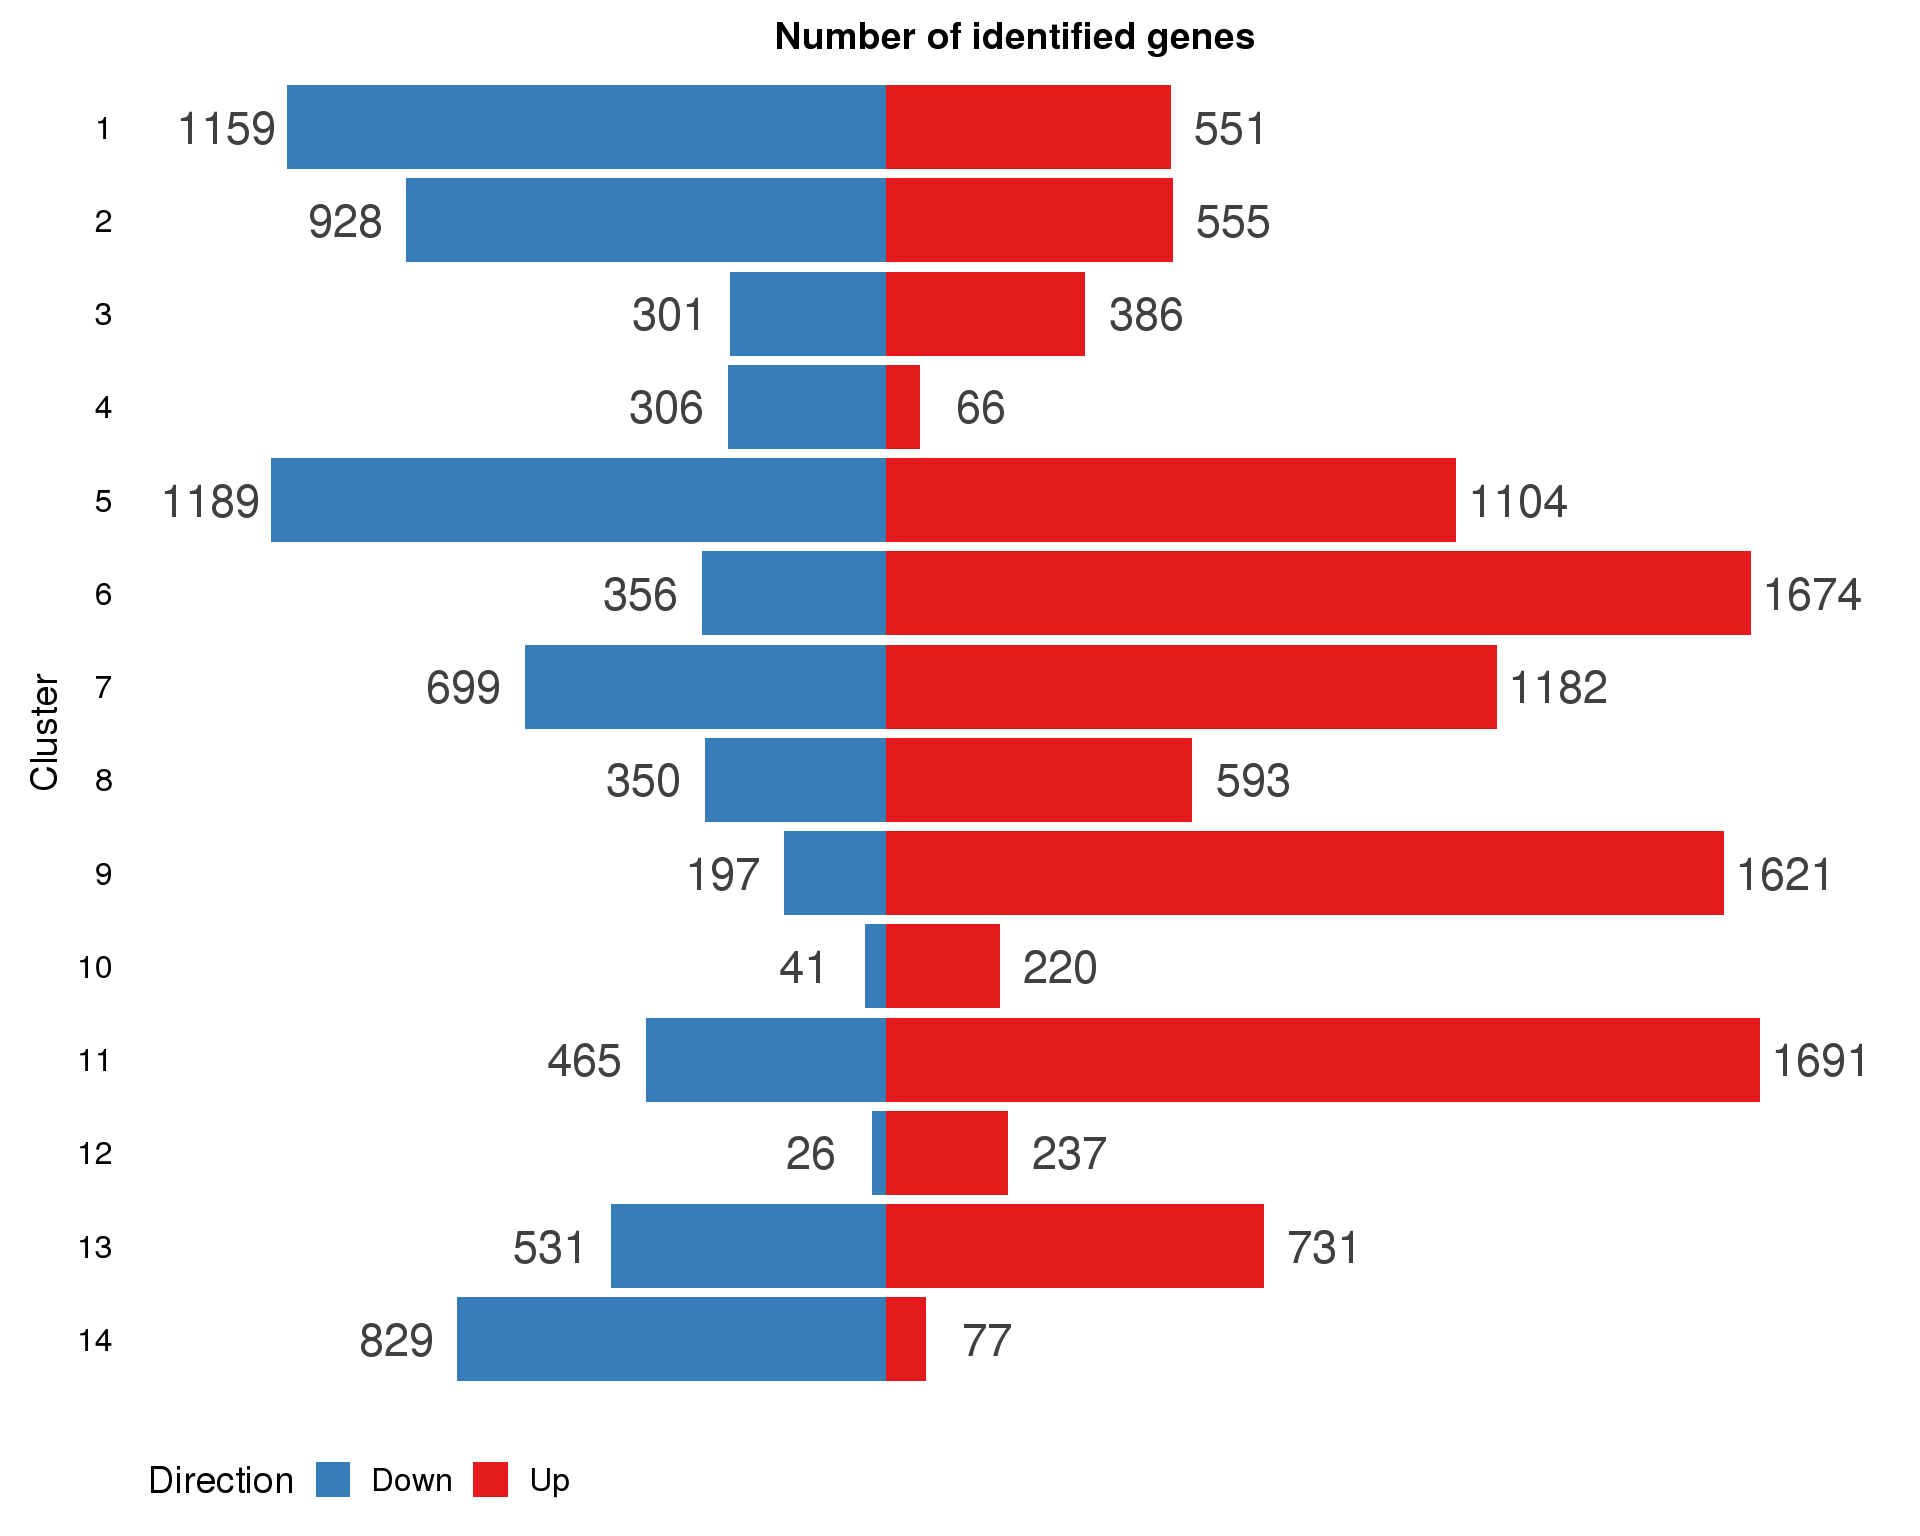 Number of identified genes
1 1159 551
2 928 555
3 301 386
4 306 66
5 1189 1104
6 356 1674
7 699 1182
Cluster
8 350 593
9 197 1621
10 41 220
11 465 1691
12 26 237
13 531 731
14 829 77
Direction Down Up